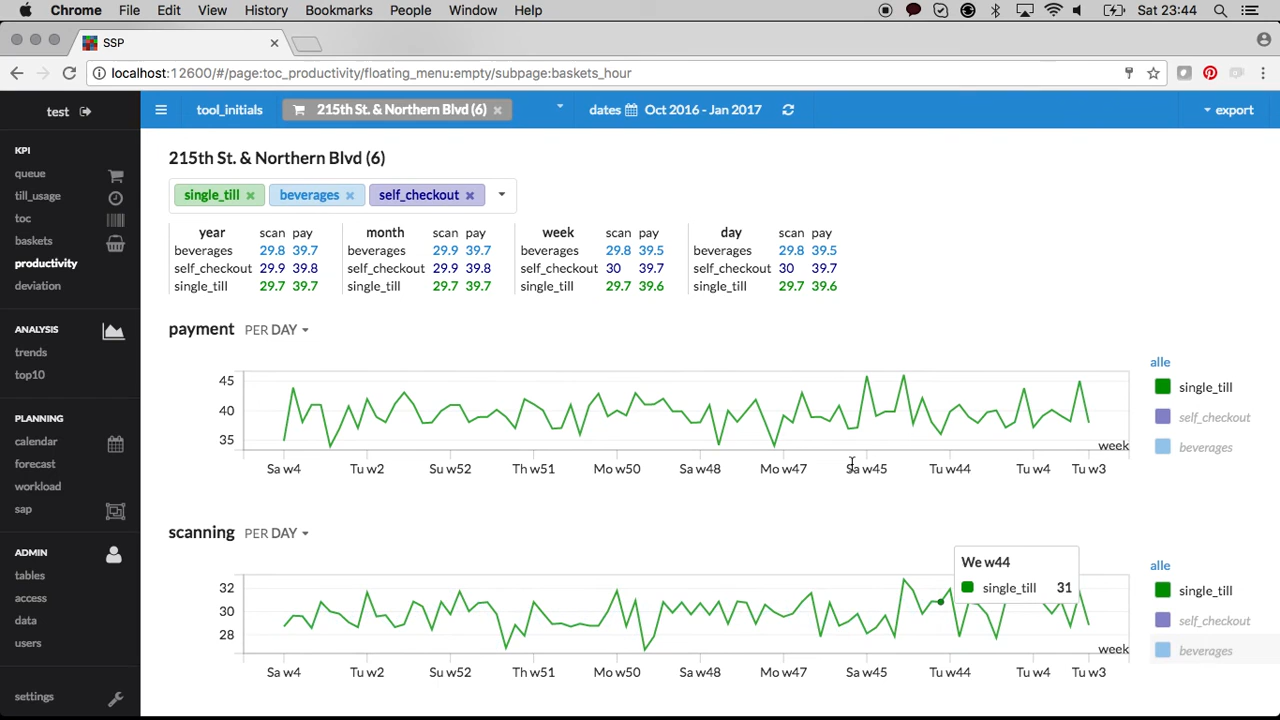 Chrome File Edit View History Bookmarks People Window Help Sat 23:44
SSP
localhost:12600/#/page:toc_productivity/floating_menu:empty/subpage:baskets_hour
test
tool_initials 215th St. & Northern Blvd (6) dates Oct 2016 - Jan 2017 export
KPI
queue
till_usage
toc
baskets
productivity
deviation
ANALYSIS
trends
top10
PLANNING
calendar
forecast
workload
sap
ADMIN
tables
access
data
users
settings
215th St. & Northern Blvd (6)
single_till beverages self_checkout
year scan pay month scan pay week scan pay day scan pay
beverages 29.8 39.7 beverages 29.9 39.7 beverages 29.8 39.5 beverages 29.8 39.5
self_checkout 29.9 39.8 self_checkout 29.9 39.8 self_checkout 30 39.7 self_checkout 30 39.7
single_till 29.7 39.7 single_till 29.7 39.7 single_till 29.7 39.6 single_till 29.7 39.6
payment PER DAY
45
40
35
week
Sa w4 Tu w2 Su w52 Th w51 Mo w50 Sa w48 Mo w47 Sa w45 Tu w44 Tu w4 Tu w3
alle
single_till
self_checkout
beverages
scanning PER DAY
32
30
28
We w44
single_till 31
week
Sa w4 Tu w2 Su w52 Th w51 Mo w50 Sa w48 Mo w47 Sa w45 Tu w44 Tu w4 Tu w3
alle
single_till
self_checkout
beverages